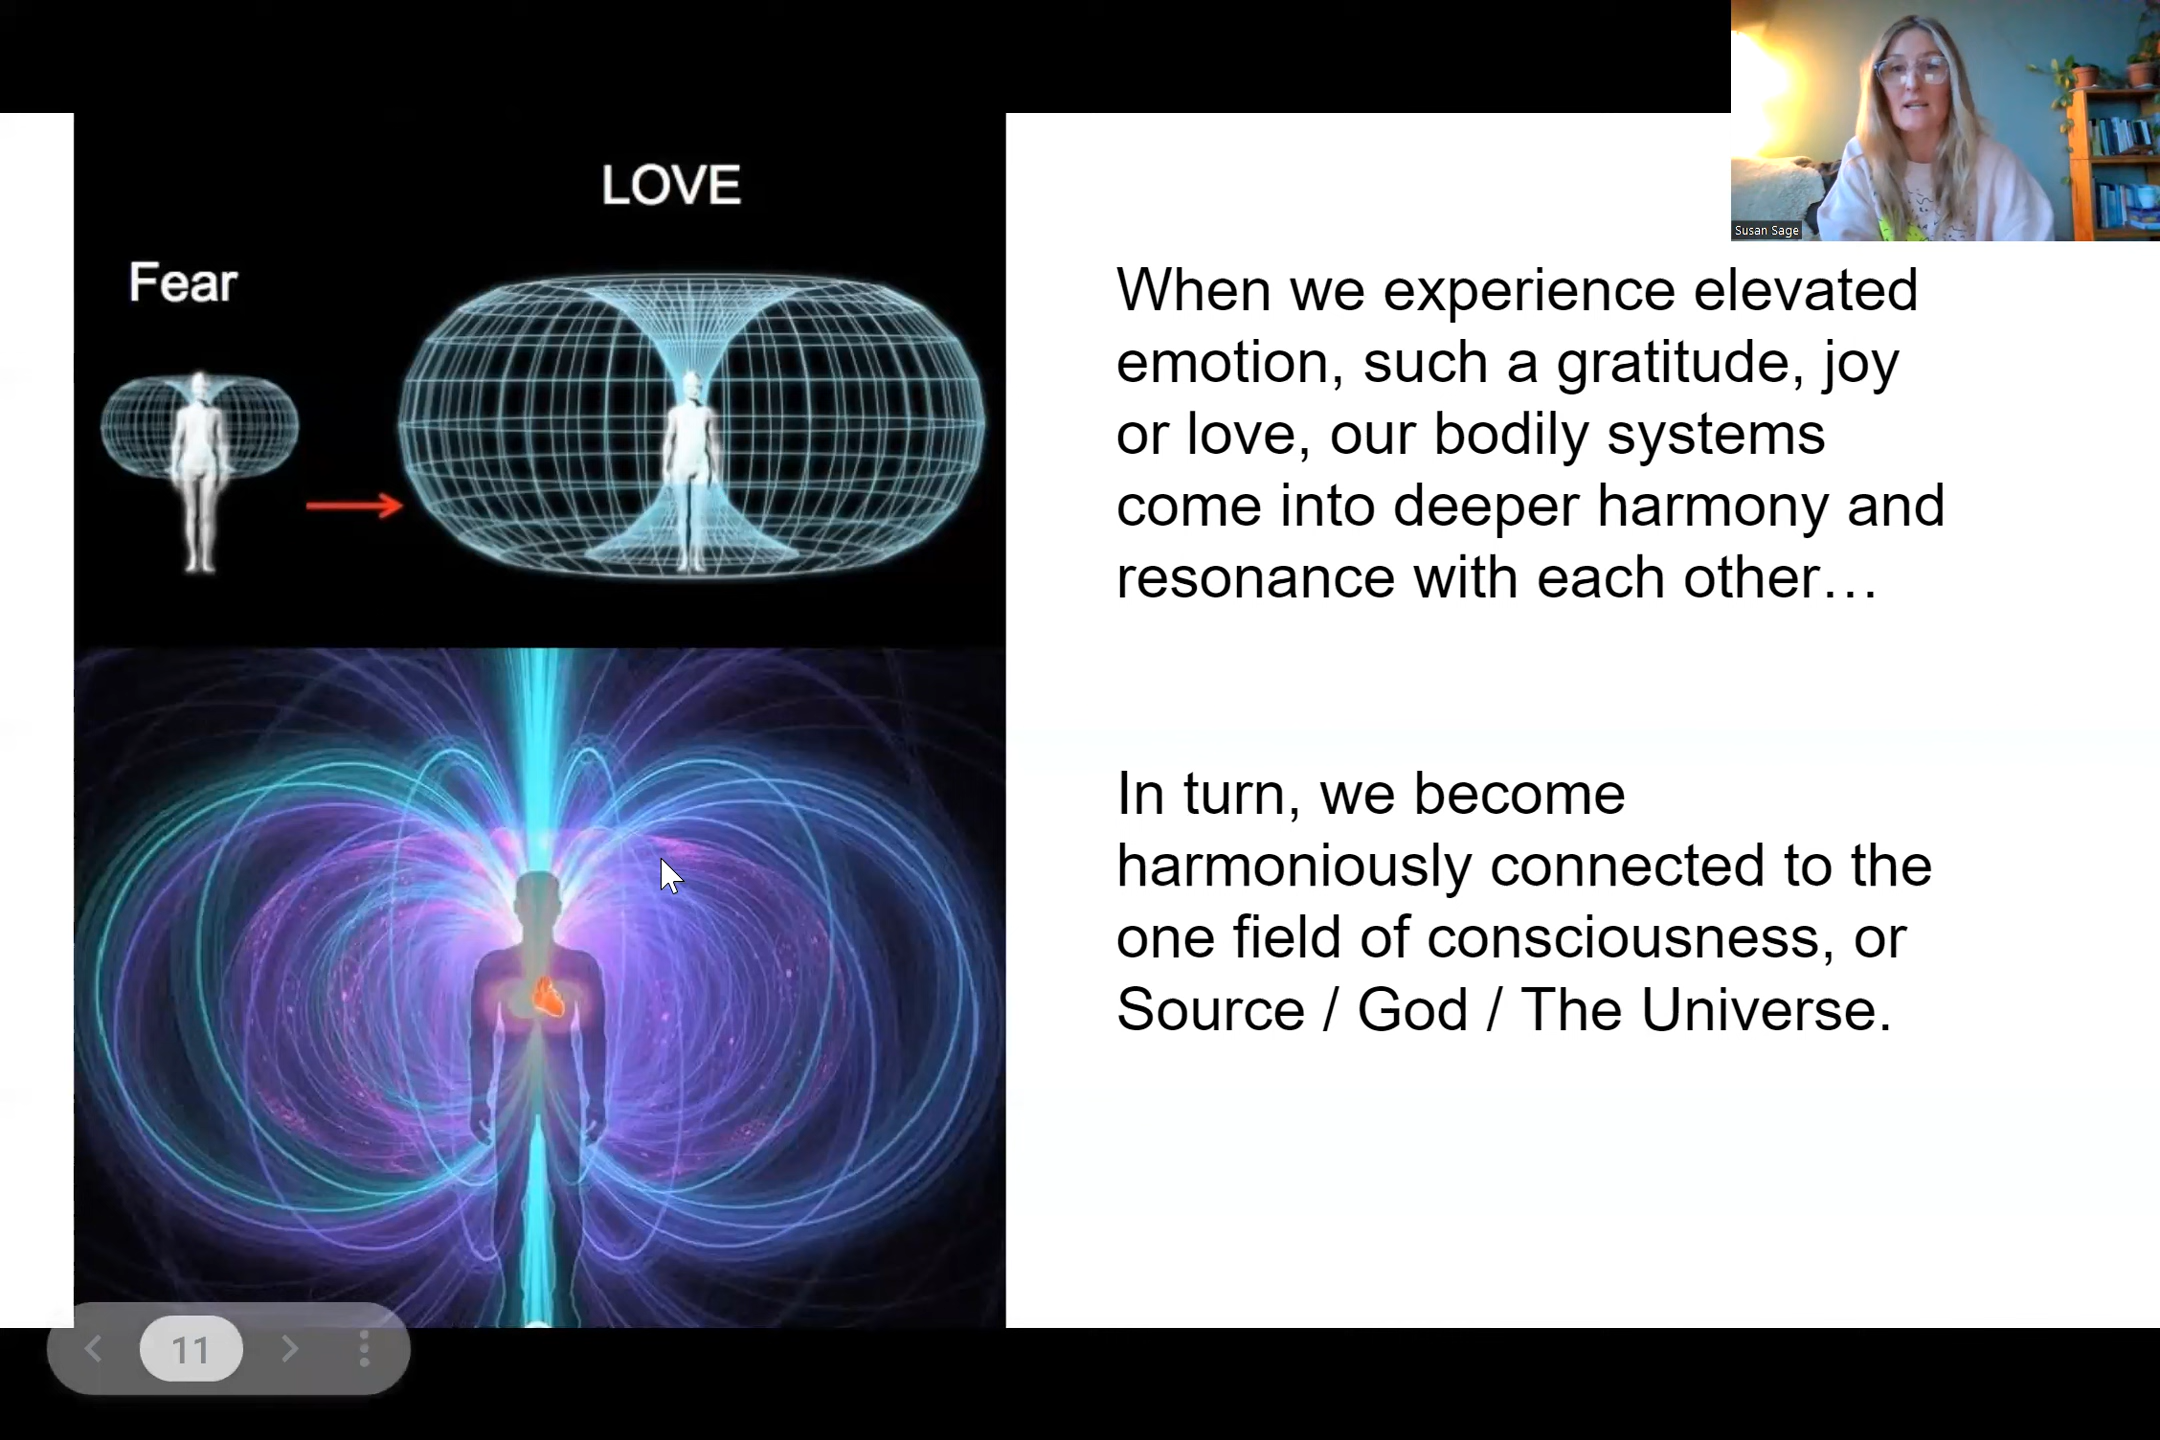 LOVE
Fear
Susan Sage
When we experience elevated
emotion, such a gratitude, joy
or love, our bodily systems
come into deeper harmony and
resonance with each other…
In turn, we become
harmoniously connected to the
one field of consciousness, or
Source / God / The Universe.
11